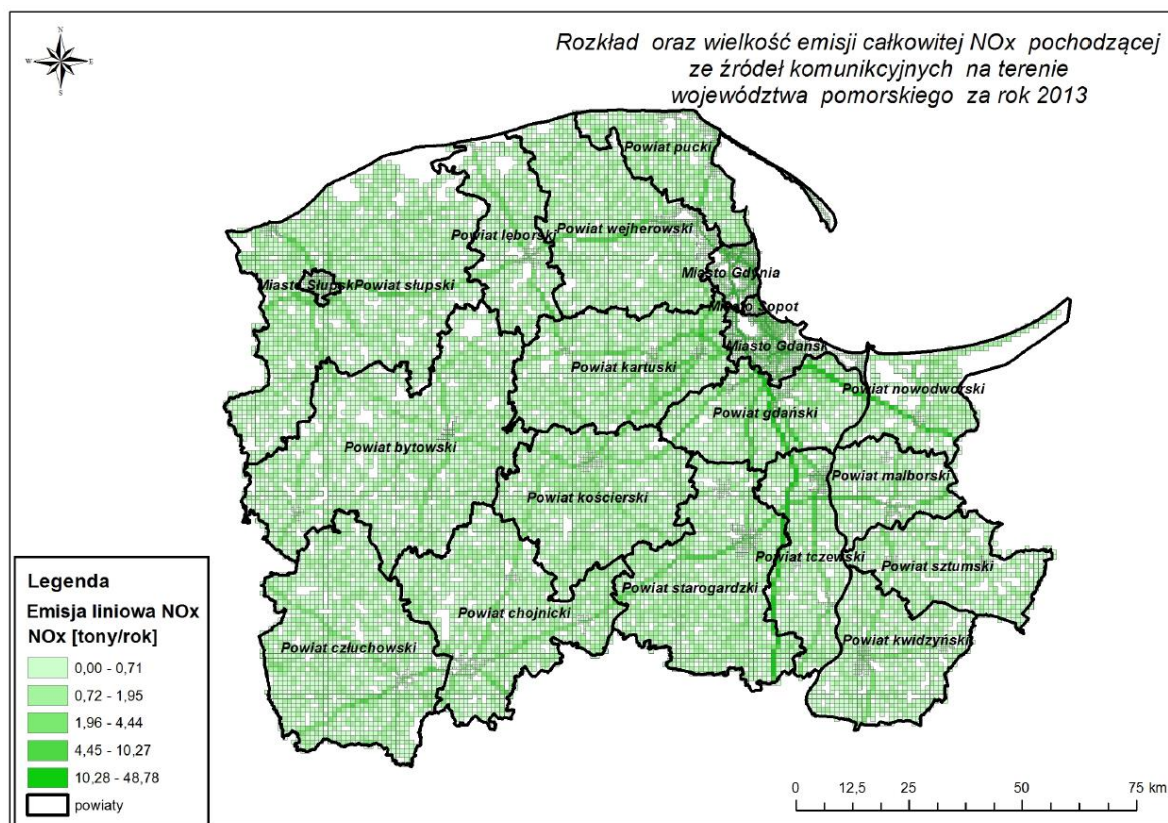 N
W E
S
Rozkład oraz wielkość emisji całkowitej NOx pochodzącej
ze źródeł komunikcyjnych na terenie
województwa pomorskiego za rok 2013
Powiat pucki
Powiat lęborski
Powiat wejherowski
Miasto Gdynia
Miasto Słupsk
Powiat słupski
Miasto Sopot
Miasto Gdańsk
Powiat kartuski
Powiat nowodworski
Powiat gdański
Powiat bytowski
Powiat malborski
Powiat kościerski
Powiat tczewski
Powiat sztumski
Powiat starogardzki
Powiat chojnicki
Powiat człuchowski
Powiat kwidzyński
Legenda
Emisja liniowa NOx
NOx [tony/rok]
0,00 - 0,71
0,72 - 1,95
1,96 - 4,44
4,45 - 10,27
10,28 - 48,78
powiaty
0 12,5 25 50 75 km